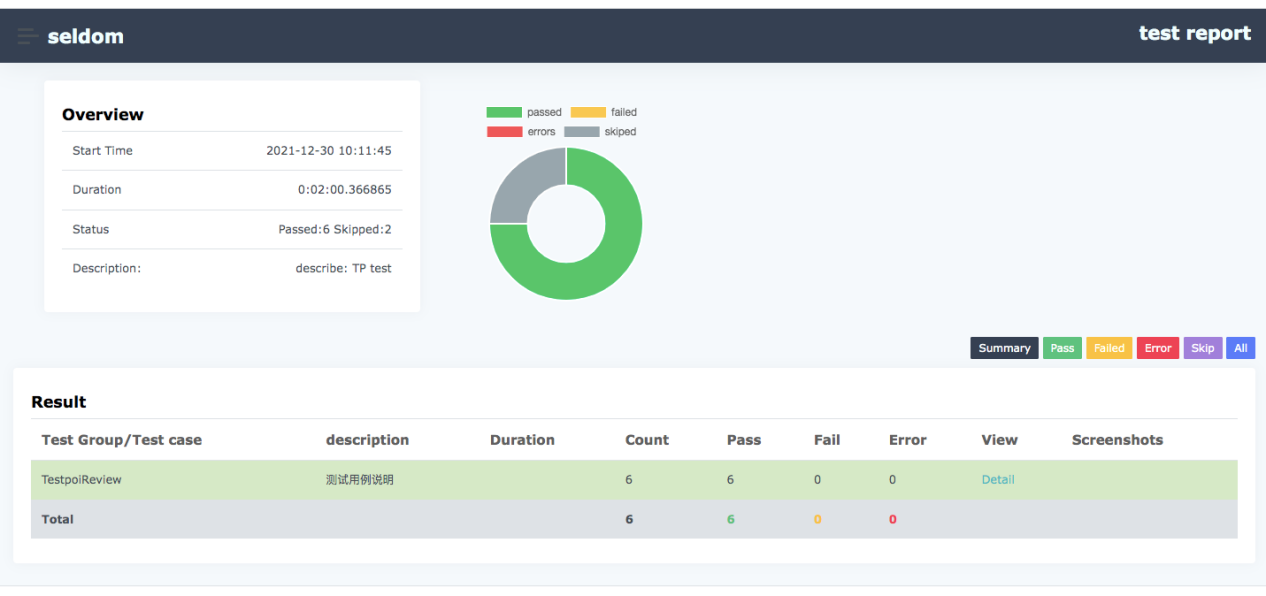 seldom
test report
Overview
Start Time 2021-12-30 10:11:45
Duration 0:02:00.366865
Status Passed:6 Skipped:2
Description: describe: TP test
passed failed
errors skiped
Summary Pass Failed Error Skip All
Result
Test Group/Test case description Duration Count Pass Fail Error View Screenshots
TestpoiReview 测试用例说明 6 6 0 0 Detail
Total 6 6 0 0